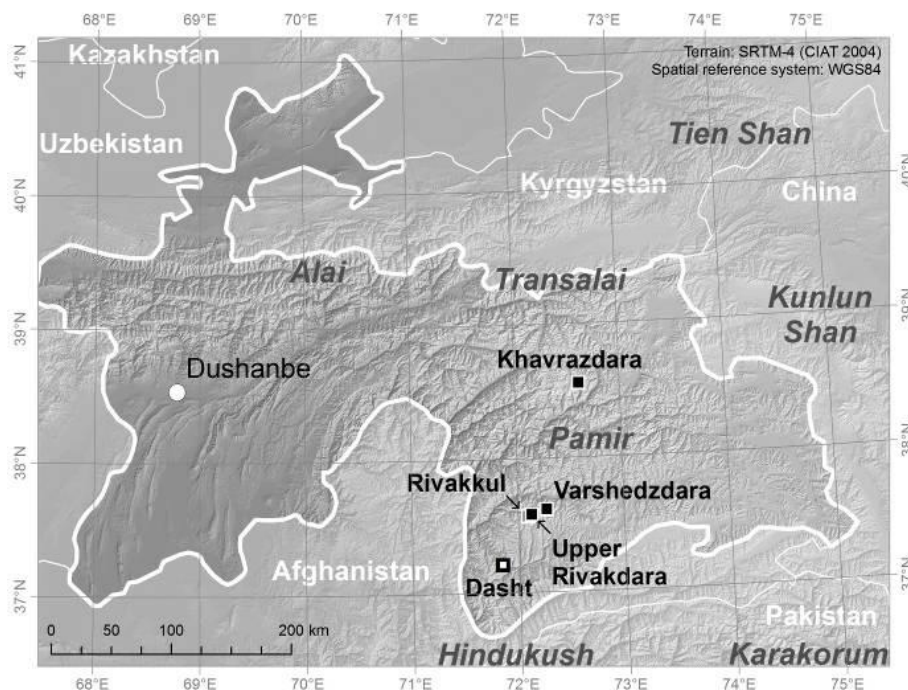 68°E 69°E 70°E 71°E 72°E 73°E 74°E 75°E
Terrain: SRTM-4 (CIAT 2004)
Spatial reference system: WGS84
41°N
Kazakhstan
Uzbekistan
Tien Shan
40°N
Kyrgyzstan
China
40°N
Alai
Transalai
Kunlun
Shan
39°N
39°N
Khavrazdara
Dushanbe
Pamir
38°N
38°N
Rivakkul
Varshedzdara
Upper
Rivakdara
Afghanistan
Dasht
37°N
37°N
Pakistan
0 50 100 200 km
Hindukush
Karakorum
68°E 69°E 70°E 71°E 72°E 73°E 74°E 75°E